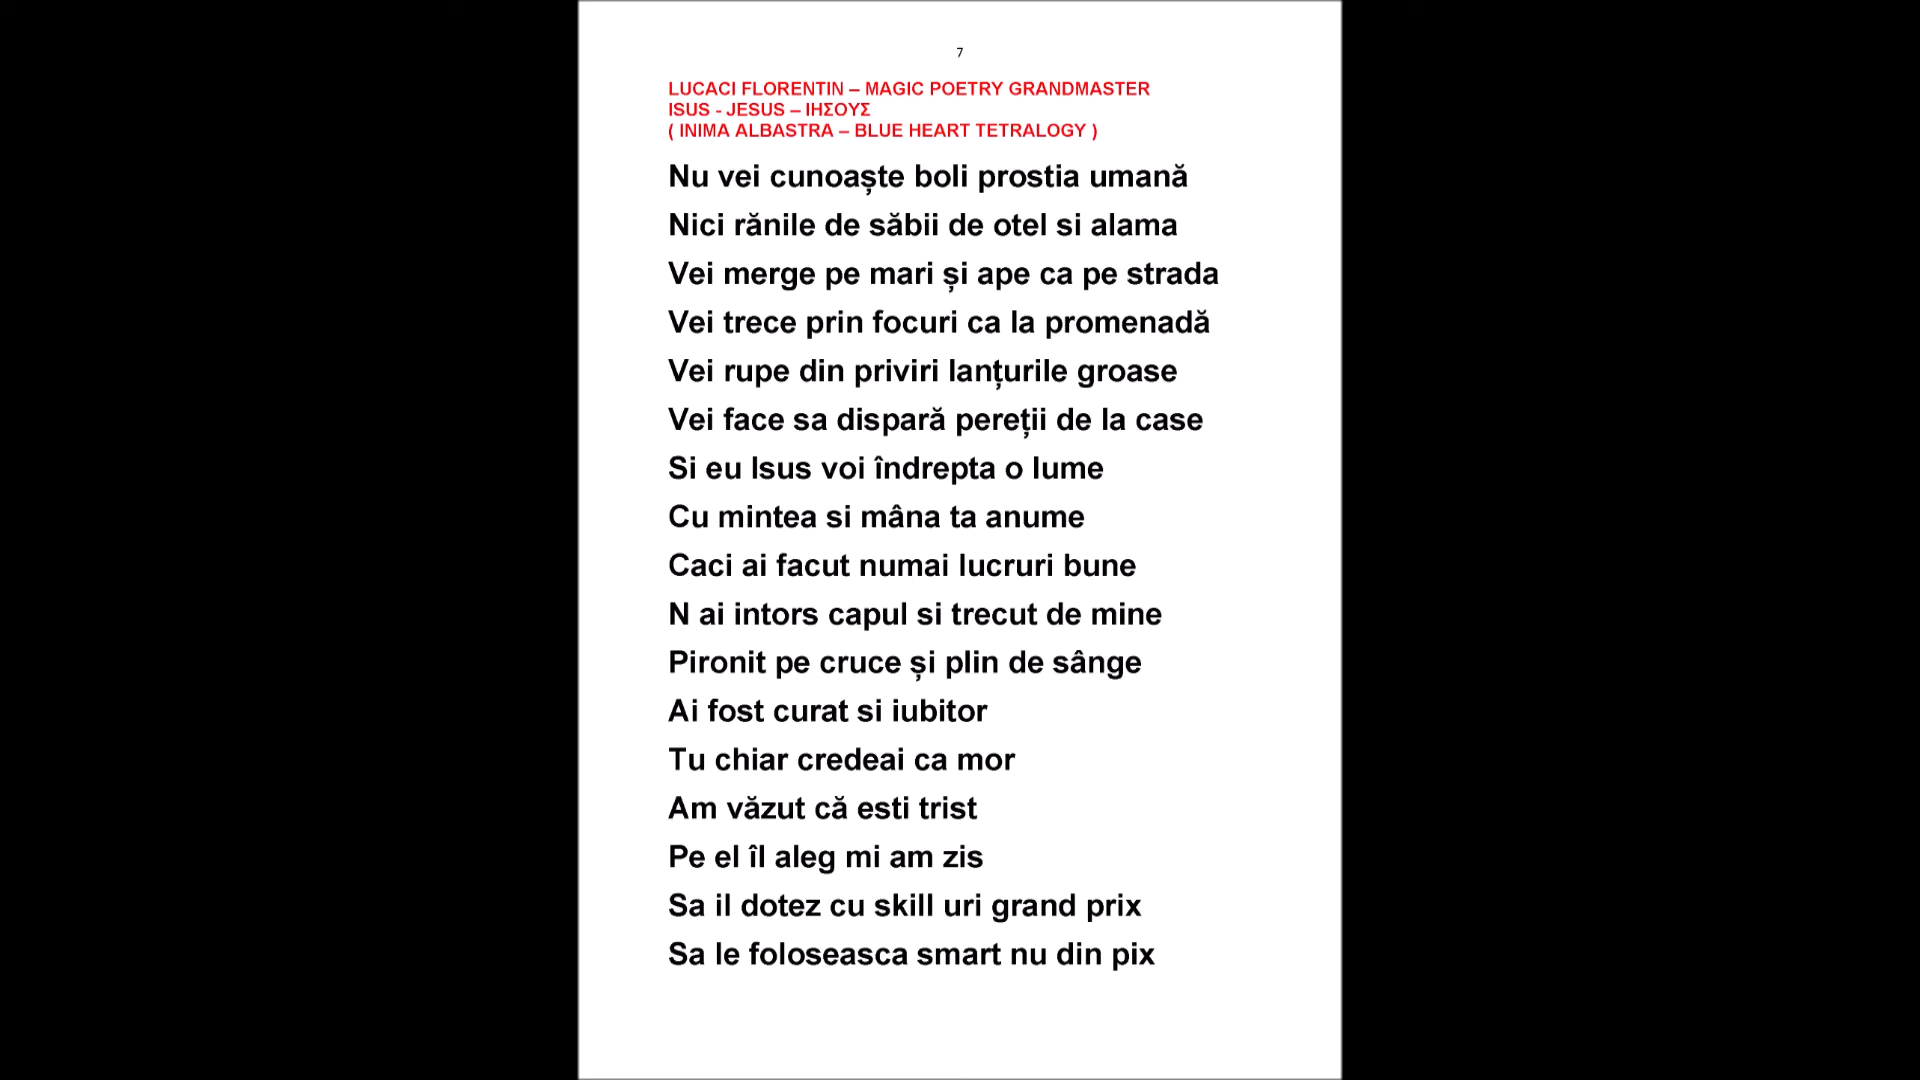 7
LUCACI FLORENTIN – MAGIC POETRY GRANDMASTER
ISUS - JESUS – ΙΗΣΟΥΣ
( INIMA ALBASTRA – BLUE HEART TETRALOGY )
Nu vei cunoaște boli prostia umană
Nici rănile de săbii de otel si alama
Vei merge pe mari și ape ca pe strada
Vei trece prin focuri ca la promenadă
Vei rupe din priviri lanțurile groase
Vei face sa dispară pereții de la case
Si eu Isus voi îndrepta o lume
Cu mintea si mâna ta anume
Caci ai facut numai lucruri bune
N ai intors capul si trecut de mine
Pironit pe cruce și plin de sânge
Ai fost curat si iubitor
Tu chiar credeai ca mor
Am văzut că esti trist
Pe el îl aleg mi am zis
Sa il dotez cu skill uri grand prix
Sa le foloseasca smart nu din pix